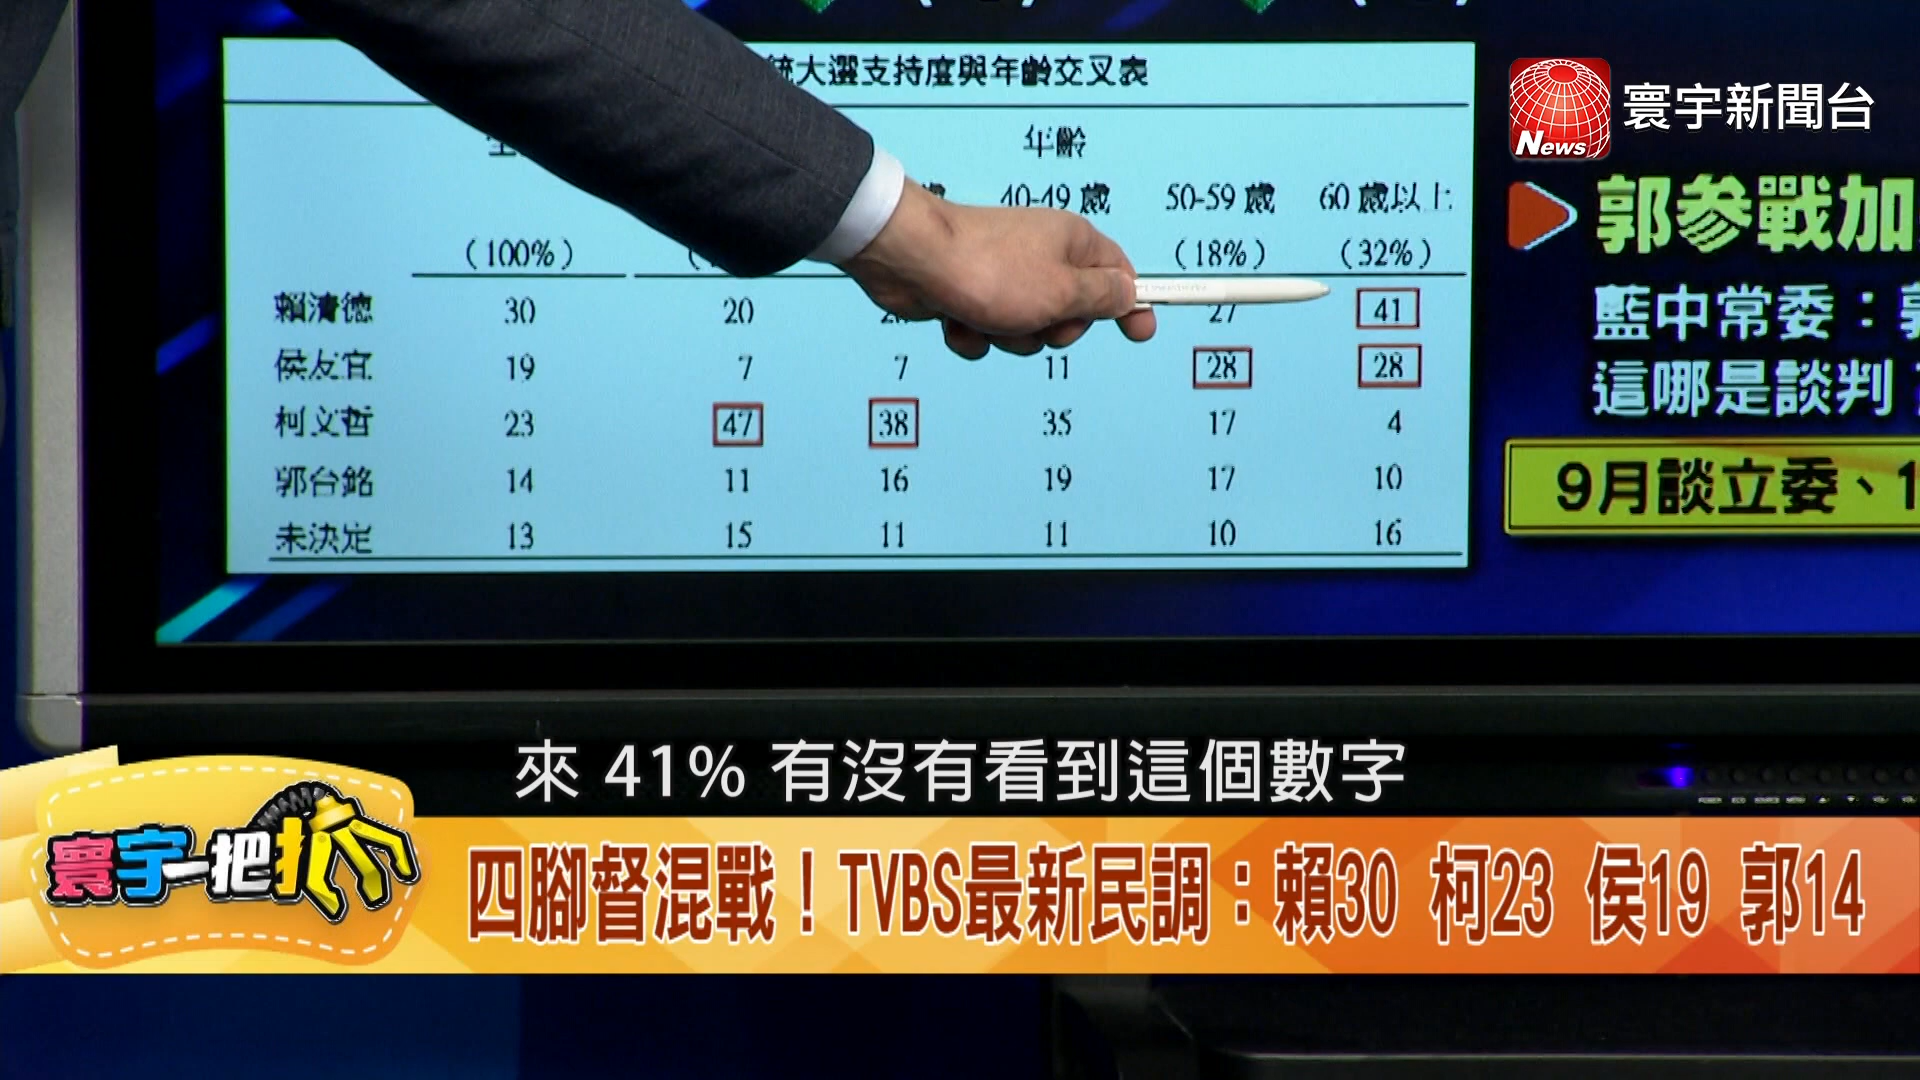 統大選支持度與年齡交叉表
年齡
歲 40-49 歲 50-59 歲 60 歲以上
(100%) (18%) (32%)
賴清德 30 20 27 41
侯友宜 19 7 7 11 28 28
柯文哲 23 47 38 35 17 4
郭台銘 14 11 16 19 17 10
未決定 13 15 11 11 10 16
News 寰宇新聞台
郭參戰加
藍中常委：郭
這哪是談判
9月談立委、1
來 41% 有沒有看到這個數字
寰宇一把抓
四腳督混戰！TVBS最新民調：賴30 柯23 侯19 郭14